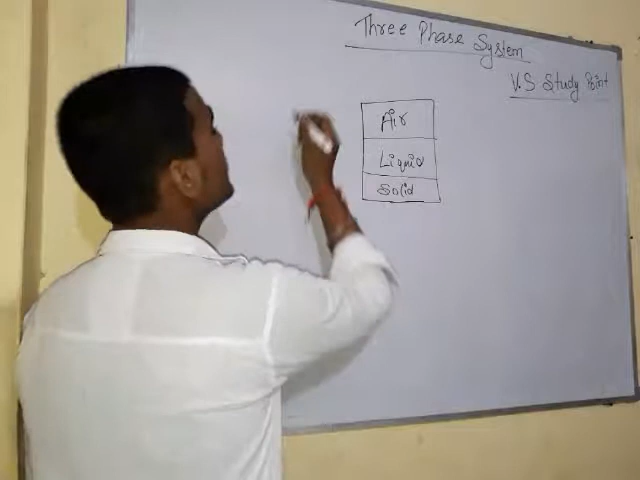 Three Phase System
V.S Study Point
Air
Liquid
Solid